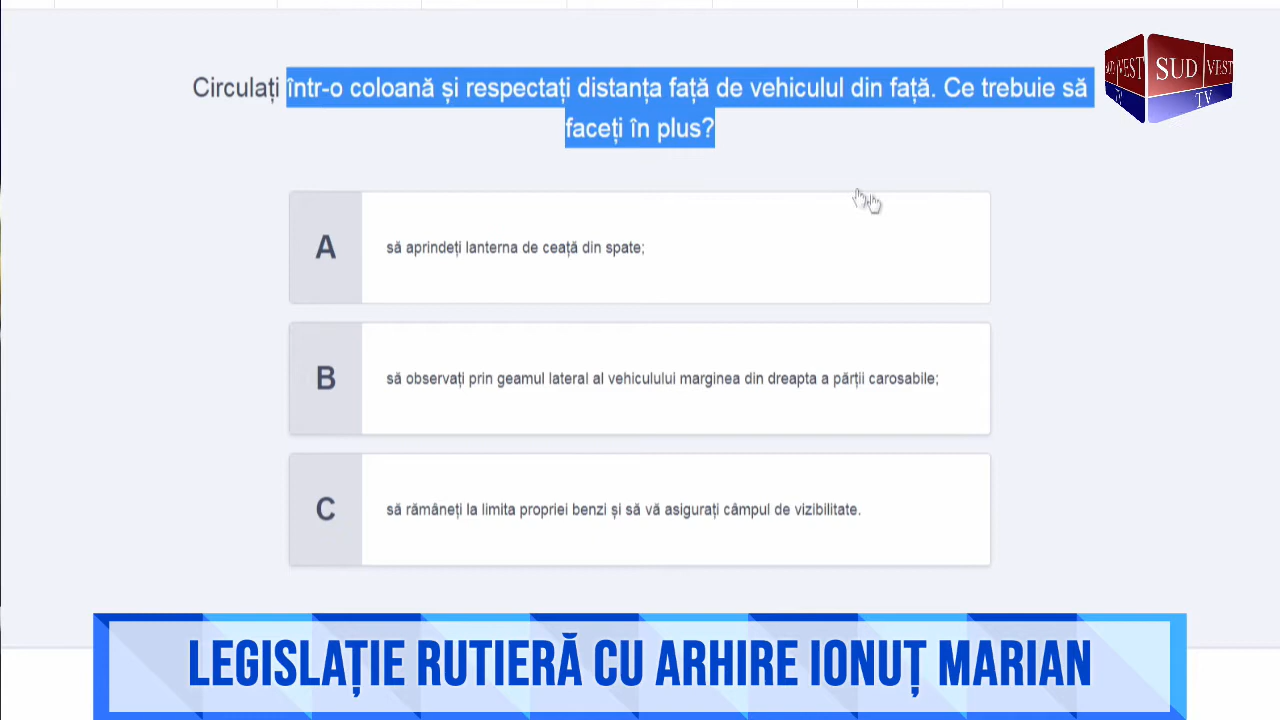 Circulați într-o coloană și respectați distanța față de vehiculul din față. Ce trebuie să
faceți în plus?
SUD VEST
SUD
VEST
TV
A
să aprindeți lanterna de ceață din spate;
B
să observați prin geamul lateral al vehiculului marginea din dreapta a părții carosabile;
C
să rămâneți la limita propriei benzi și să vă asigurați câmpul de vizibilitate.
LEGISLAȚIE RUTIERĂ CU ARHIRE IONUȚ MARIAN